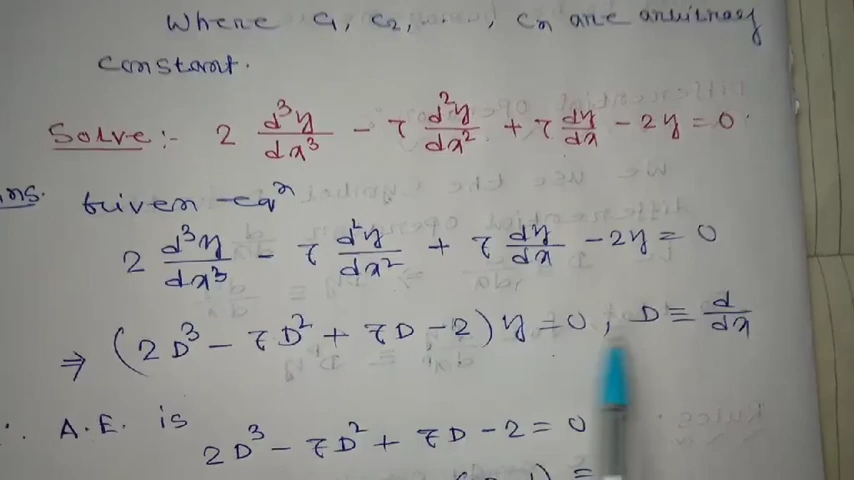 Where c₁, c₂, ..., cₙ are arbitrary
constant.
Solve:- 2 d³y/dx³ - 7 d²y/dx² + 7 dy/dx - 2y = 0.
Ans. Given eqⁿ
2 d³y/dx³ - 7 d²y/dx² + 7 dy/dx - 2y = 0
⇒ (2D³ - 7D² + 7D - 2) y = 0, D ≡ d/dx
∴ A.E. is
2D³ - 7D² + 7D - 2 = 0